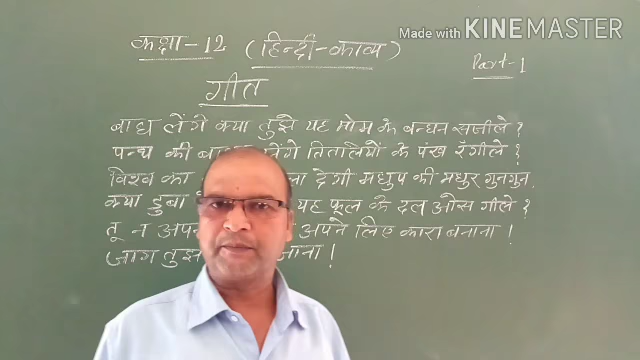 Made with KINEMASTER
कक्षा-12 (हिन्दी-काव्य)
Part-1
गीत
बाँध लेंगे क्या तुझे यह मोम के बन्धन सजीले?
पन्थ की तितलियों के पंख रँगीले?
विश्व का देगी मधुप की मधुर गुनगुन,
क्या डुबा यह फूल के दल ओस गीले?
तू न अपने लिए कारा बनाना!
जाग तुझ जाना!